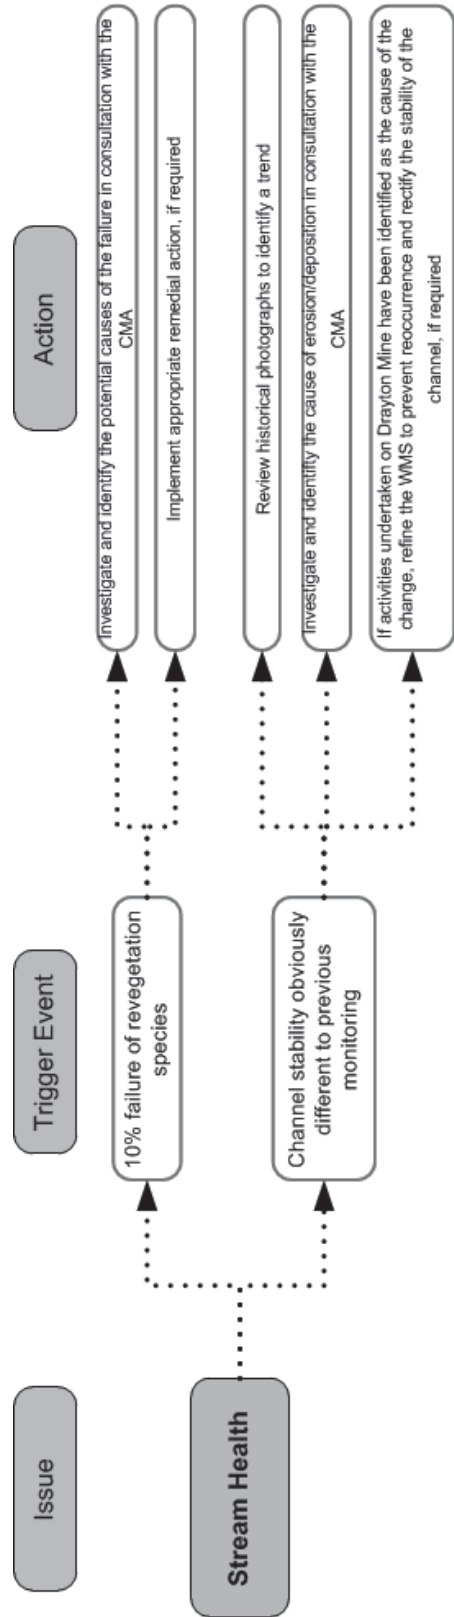 Issue
Trigger Event
Action
Stream Health
10% failure of revegetation
species
Investigate and identify the potential causes of the failure in consultation with the
CMA
Implement appropriate remedial action, if required
Channel stability obviously
different to previous
monitoring
Review historical photographs to identify a trend
Investigate and identifty the cause of erosion/deposition in consultation with the
CMA
If activities undertaken on Drayton Mine have been identified as the cause of the
change, refine the WMS to prevent reoccurrence and rectify the stability of the
channel, if required